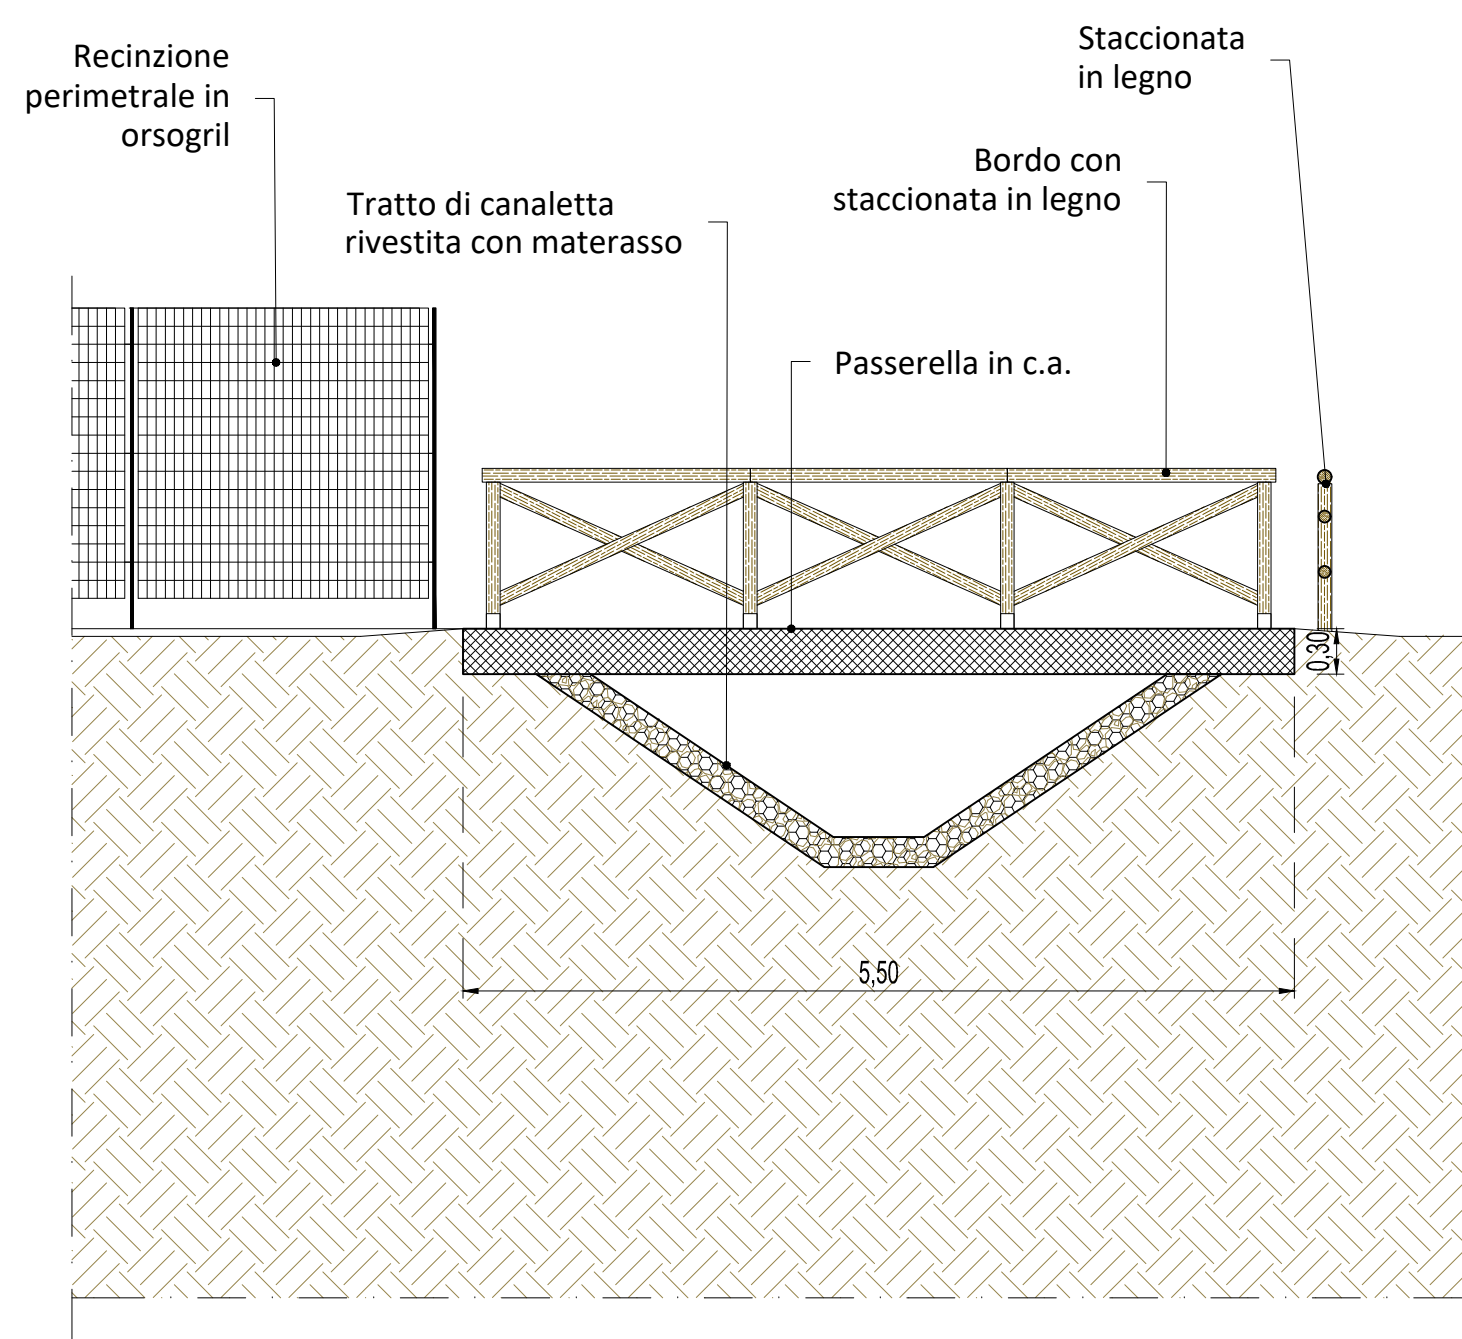 Recinzione
perimetrale in
orsogril
Staccionata
in legno
Bordo con
staccionata in legno
Tratto di canaletta
rivestita con materasso
Passerella in c.a.
0,30
5,50